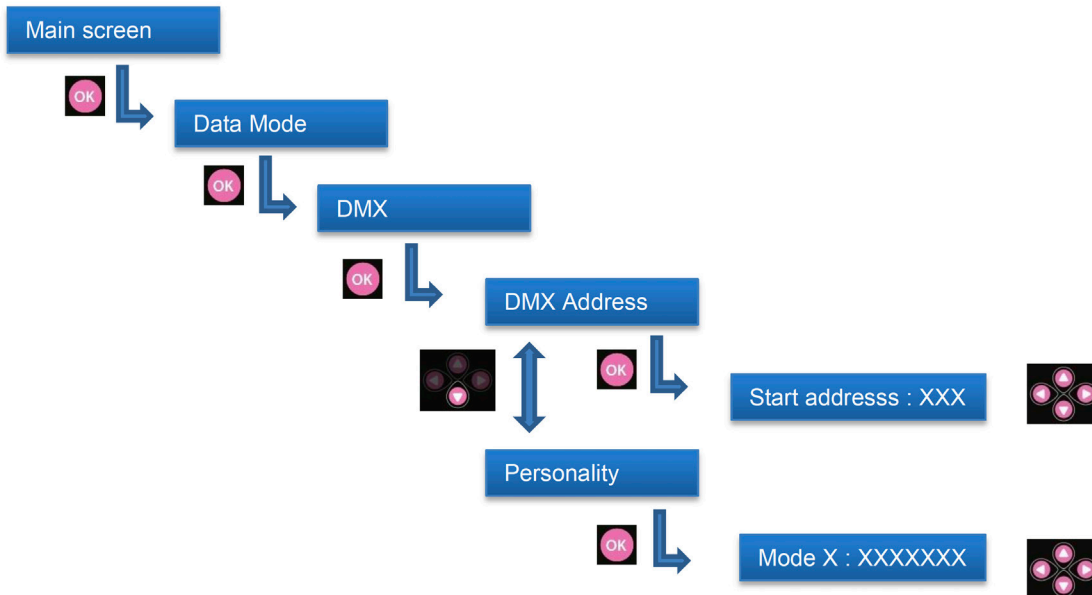 Main screen
OK
Data Mode
OK
DMX
OK
DMX Address
OK
Start addresss : XXX
Personality
OK
Mode X : XXXXXXX